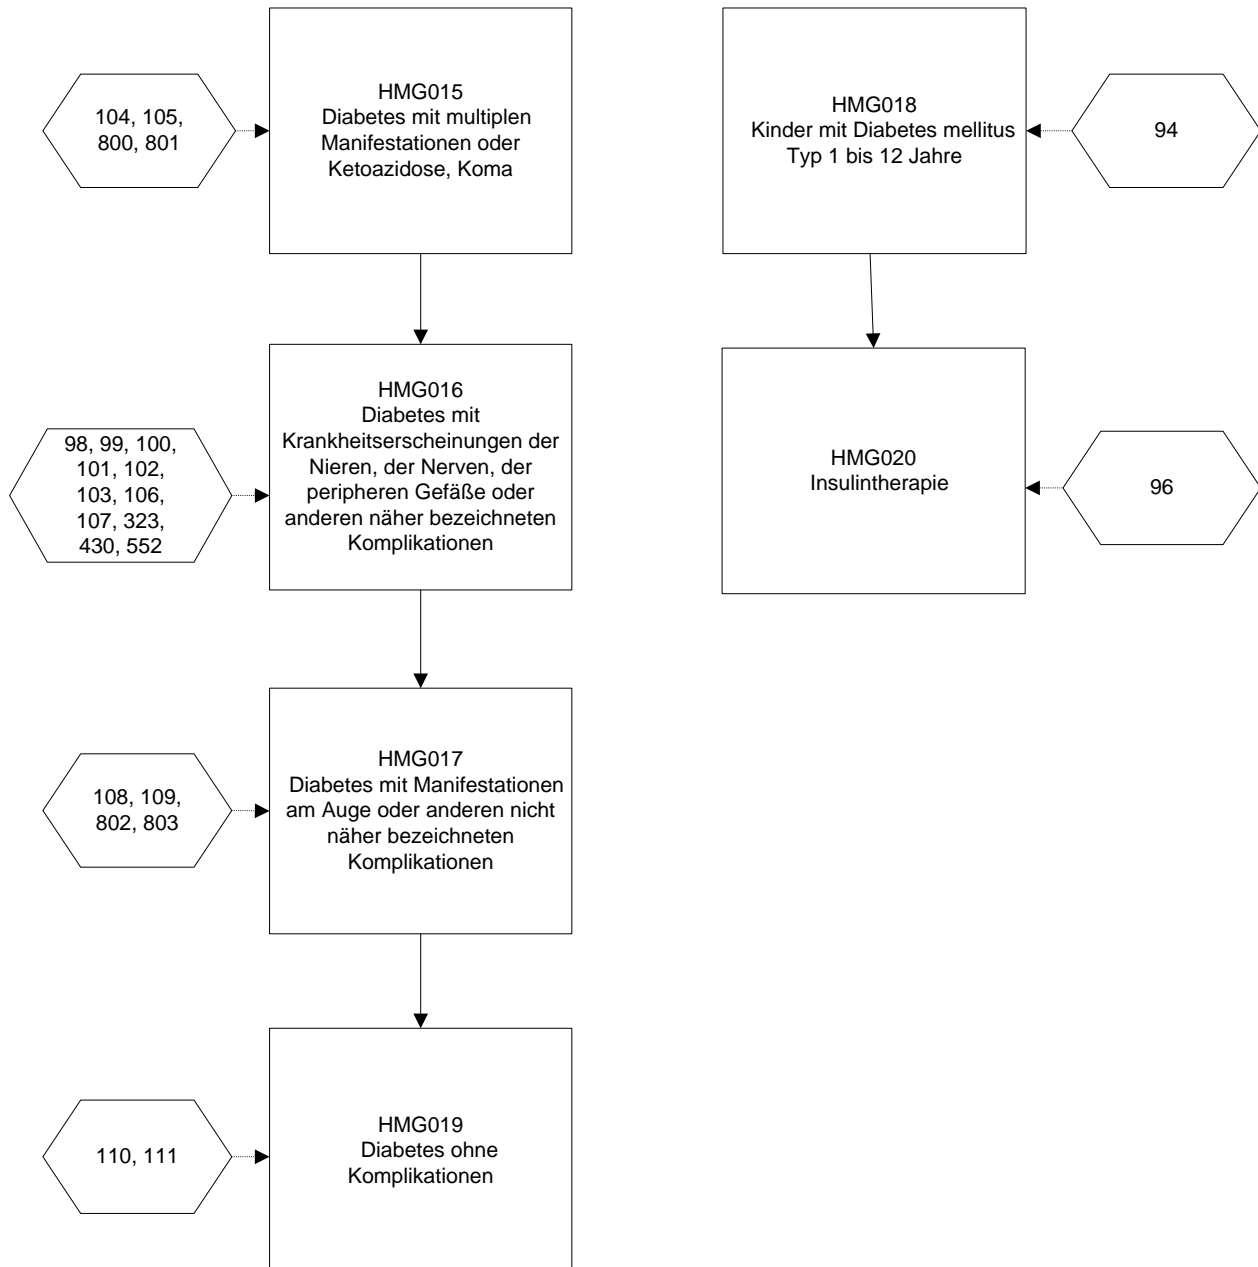 104, 105,
800, 801
HMG015
Diabetes mit multiplen
Manifestationen oder
Ketoazidose, Koma
HMG018
Kinder mit Diabetes mellitus
Typ 1 bis 12 Jahre
94
98, 99, 100,
101, 102,
103, 106,
107, 323,
430, 552
HMG016
Diabetes mit
Krankheitserscheinungen der
Nieren, der Nerven, der
peripheren Gefäße oder
anderen näher bezeichneten
Komplikationen
HMG020
Insulintherapie
96
108, 109,
802, 803
HMG017
Diabetes mit Manifestationen
am Auge oder anderen nicht
näher bezeichneten
Komplikationen
110, 111
HMG019
Diabetes ohne
Komplikationen